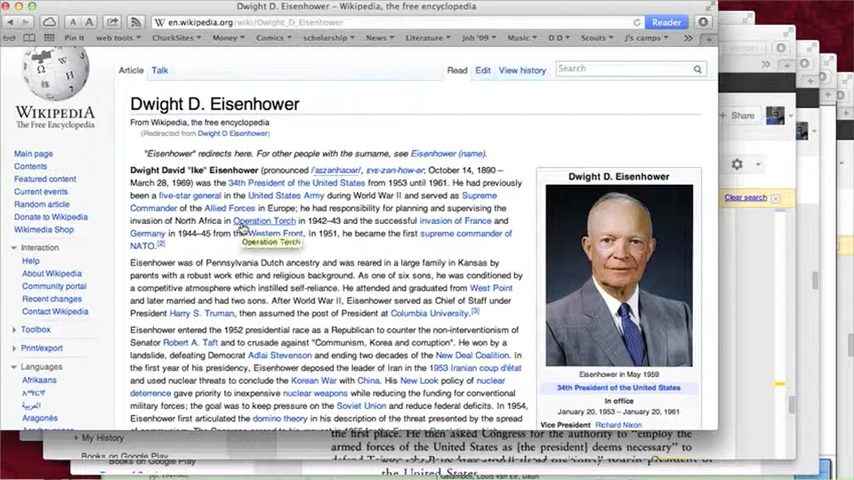 Dwight D. Eisenhower – Wikipedia, the free encyclopedia
en.wikipedia.org/wiki/Dwight_D._Eisenhower
Reader
Pin It web tools ChuckSites Money Comics scholarship News Literature Job '09 Music D D Scouts J's camps
Share
Article Talk Read Edit View history Search
WIKIPEDIA
The Free Encyclopedia
Main page
Contents
Featured content
Current events
Random article
Donate to Wikipedia
Wikimedia Shop
Interaction
Help
About Wikipedia
Community portal
Recent changes
Contact Wikipedia
Toolbox
Print/export
Languages
Afrikaans
አማርኛ
العربية
Aragonés
Dwight D. Eisenhower
From Wikipedia, the free encyclopedia
(Redirected from Dwight D Eisenhower)
"Eisenhower" redirects here. For other people with the surname, see Eisenhower (name).
Dwight David "Ike" Eisenhower (pronounced /ˈaɪzənhaʊər/, EYE-zən-how-ər; October 14, 1890 –
March 28, 1969) was the 34th President of the United States from 1953 until 1961. He had previously
been a five-star general in the United States Army during World War II and served as Supreme
Commander of the Allied Forces in Europe; he had responsibility for planning and supervising the
invasion of North Africa in Operation Torch in 1942–43 and the successful invasion of France and
Germany in 1944–45 from the Western Front. In 1951, he became the first supreme commander of
NATO.[2]
Operation Torch
Eisenhower was of Pennsylvania Dutch ancestry and was reared in a large family in Kansas by
parents with a robust work ethic and religious background. As one of six sons, he was conditioned by
a competitive atmosphere which instilled self-reliance. He attended and graduated from West Point
and later married and had two sons. After World War II, Eisenhower served as Chief of Staff under
President Harry S. Truman, then assumed the post of President at Columbia University.[3]
Eisenhower entered the 1952 presidential race as a Republican to counter the non-interventionism of
Senator Robert A. Taft and to crusade against "Communism, Korea and corruption". He won by a
landslide, defeating Democrat Adlai Stevenson and ending two decades of the New Deal Coalition. In
the first year of his presidency, Eisenhower deposed the leader of Iran in the 1953 Iranian coup d'état
and used nuclear threats to conclude the Korean War with China. His New Look policy of nuclear
deterrence gave priority to inexpensive nuclear weapons while reducing the funding for conventional
military forces; the goal was to keep pressure on the Soviet Union and reduce federal deficits. In 1954,
Eisenhower first articulated the domino theory in his description of the threat presented by the spread
Dwight D. Eisenhower
Eisenhower in May 1959
34th President of the United States
In office
January 20, 1953 – January 20, 1961
Vice President Richard Nixon
Clear search
My History
Books on Google Play
the first place. He then asked Congress for the authority to "employ the
armed forces of the United States as [the president] deems necessary" to
the United States.